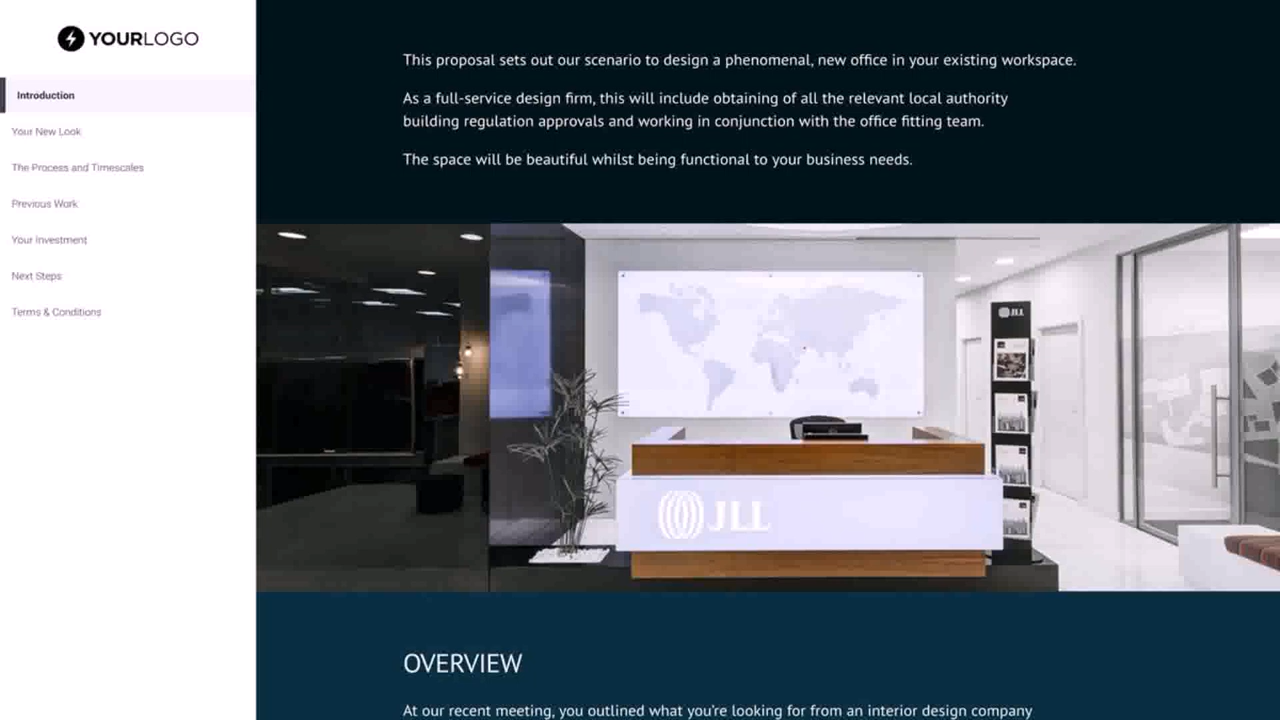 YOURLOGO
Introduction
Your New Look
The Process and Timescales
Previous Work
Your Investment
Next Steps
Terms & Conditions
This proposal sets out our scenario to design a phenomenal, new office in your existing workspace.
As a full-service design firm, this will include obtaining of all the relevant local authority
building regulation approvals and working in conjunction with the office fitting team.
The space will be beautiful whilst being functional to your business needs.
JLL
JLL
OVERVIEW
At our recent meeting, you outlined what you're looking for from an interior design company